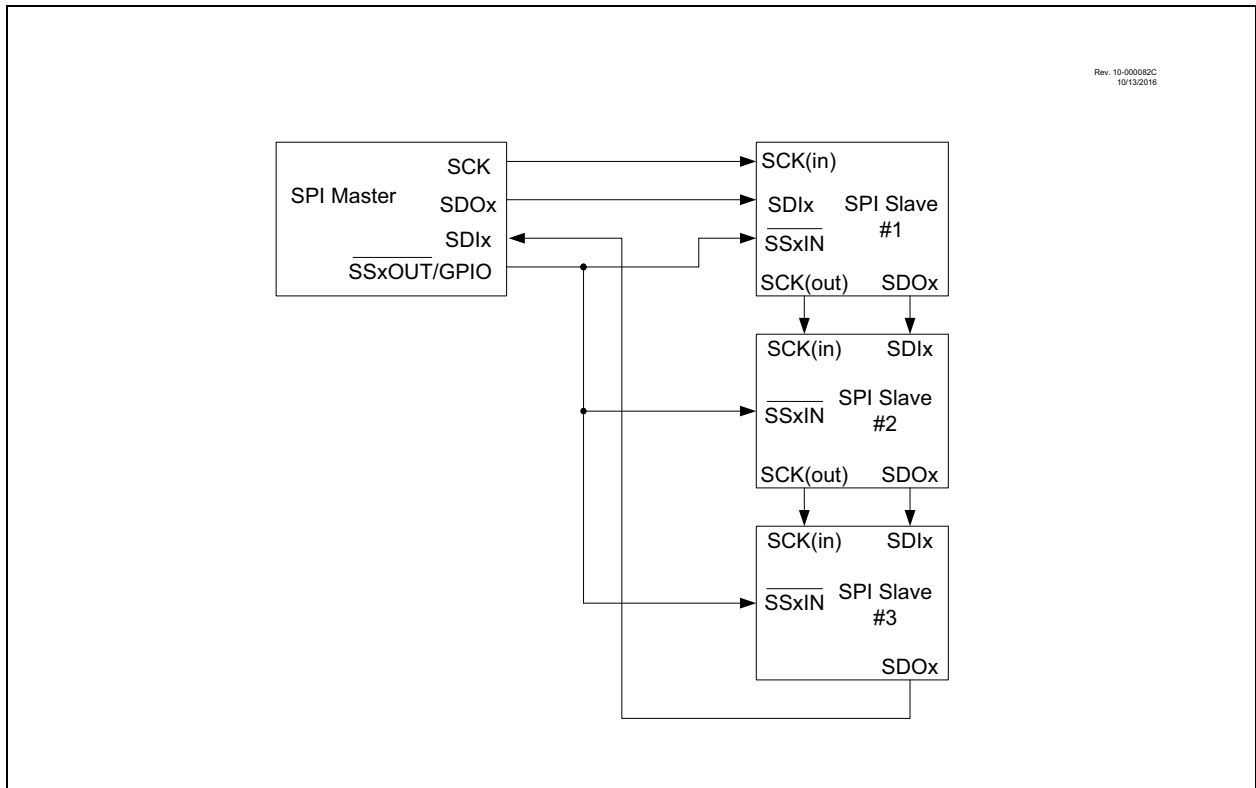 Rev. 10-000082C
10/13/2016
SPI Master
SCK
SDOx
SDIx
SSxOUT/GPIO
SCK(in)
SDIx
SPI Slave
#1
SSxIN
SCK(out) SDOx
SCK(in) SDIx
SPI Slave
#2
SSxIN
SCK(out) SDOx
SCK(in) SDIx
SPI Slave
#3
SSxIN
SDOx